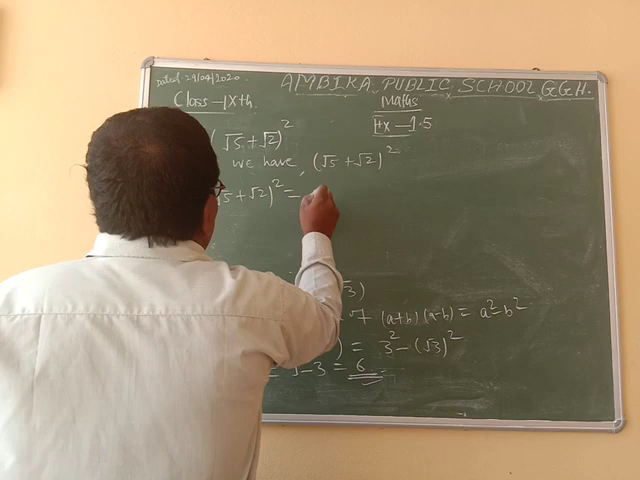 Dated: 29/04/2020
AMBIKA PUBLIC SCHOOL G.G.H.
Class - IXth
Maths
Ex - 1.5
(√5 + √2)²
we have, (√5 + √2)²
√5 + √2)² =
√3)
(a+b) (a-b) = a² - b²
) = 3² - (√3)²
- 3 = 6